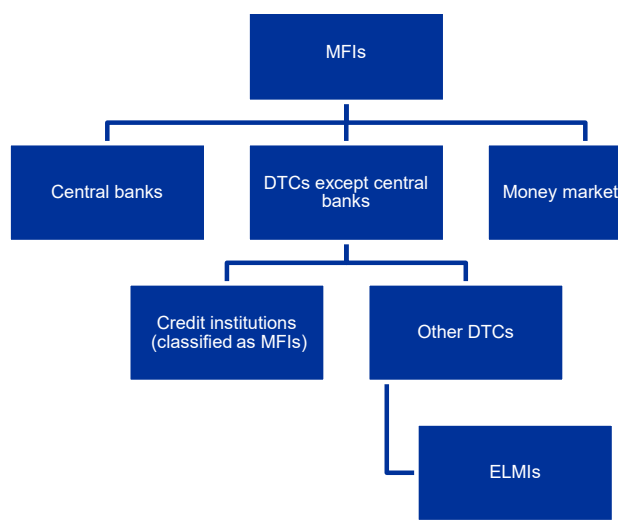 MFIs
Central banks
DTCs except central
banks
Money market
Credit institutions
(classified as MFIs)
Other DTCs
ELMIs